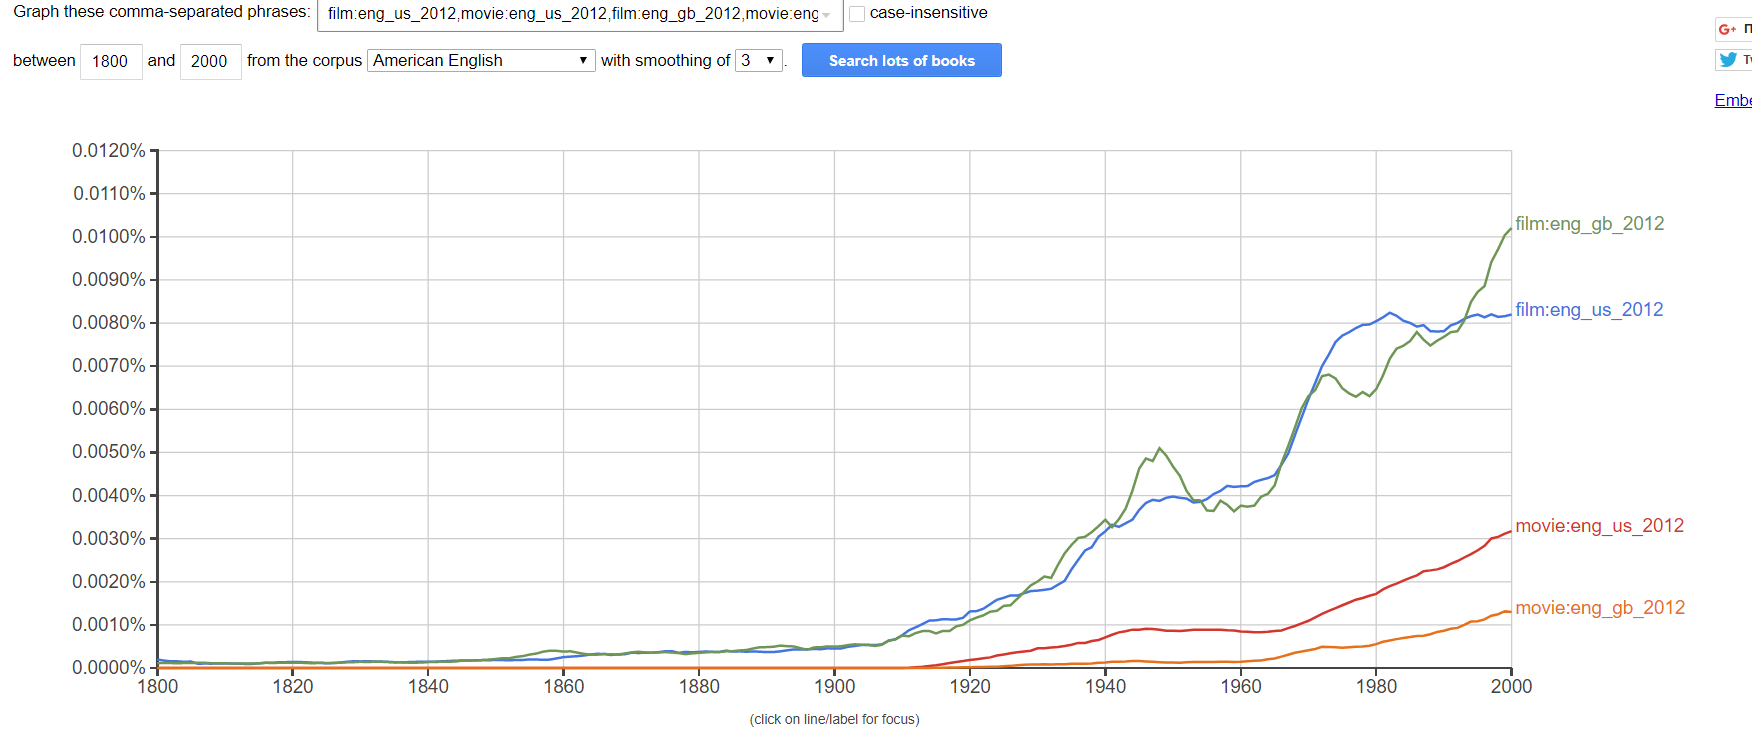 Graph these comma-separated phrases: film:eng_us_2012,movie:eng_us_2012,film:eng_gb_2012,movie:eng case-insensitive
between 1800 and 2000 from the corpus American English with smoothing of 3 . Search lots of books
G+
Tw
Embe
0.0120%
0.0110%
0.0100%
0.0090%
0.0080%
0.0070%
0.0060%
0.0050%
0.0040%
0.0030%
0.0020%
0.0010%
0.0000%
film:eng_gb_2012
film:eng_us_2012
movie:eng_us_2012
movie:eng_gb_2012
1800 1820 1840 1860 1880 1900 1920 1940 1960 1980 2000
(click on line/label for focus)